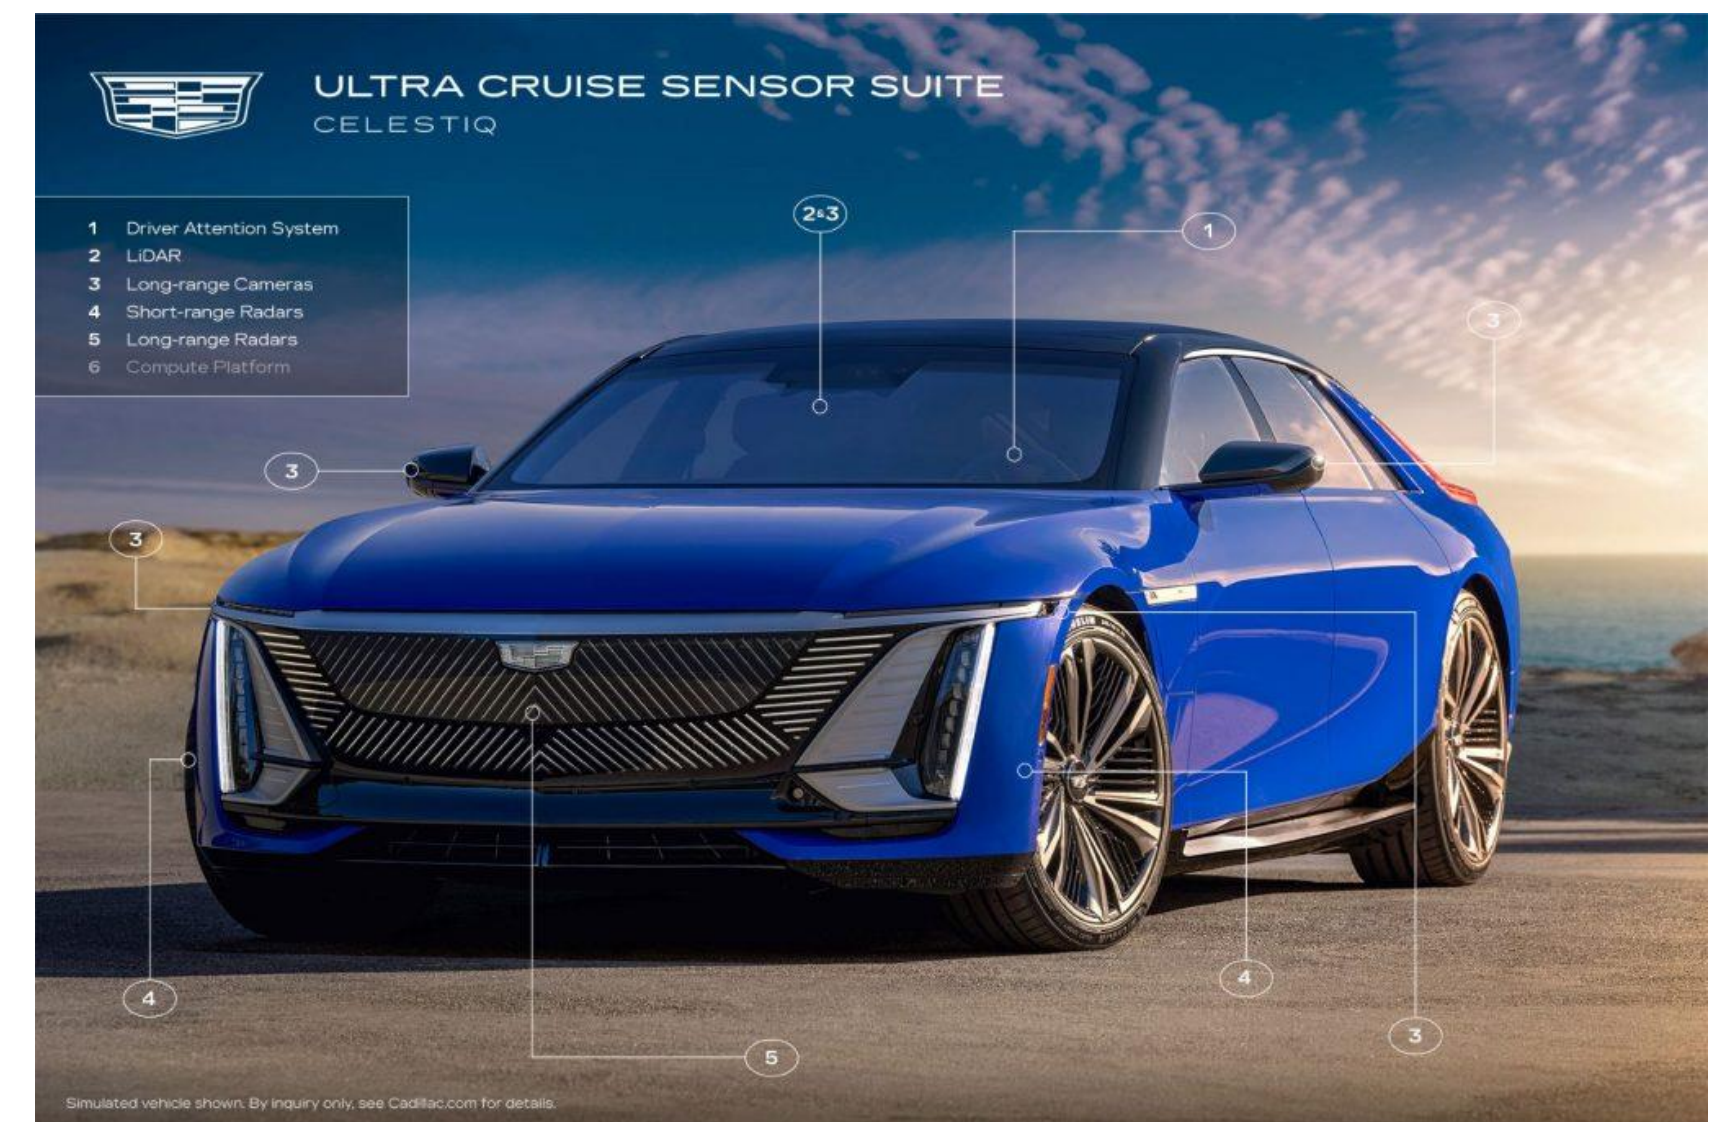 ULTRA CRUISE SENSOR SUITE
CELESTIQ
1 Driver Attention System
2 LiDAR
3 Long-range Cameras
4 Short-range Radars
5 Long-range Radars
6 Compute Platform
2&3
1
3
3
3
4
4
3
5
Simulated vehicle shown. By inquiry only, see Cadillac.com for details.